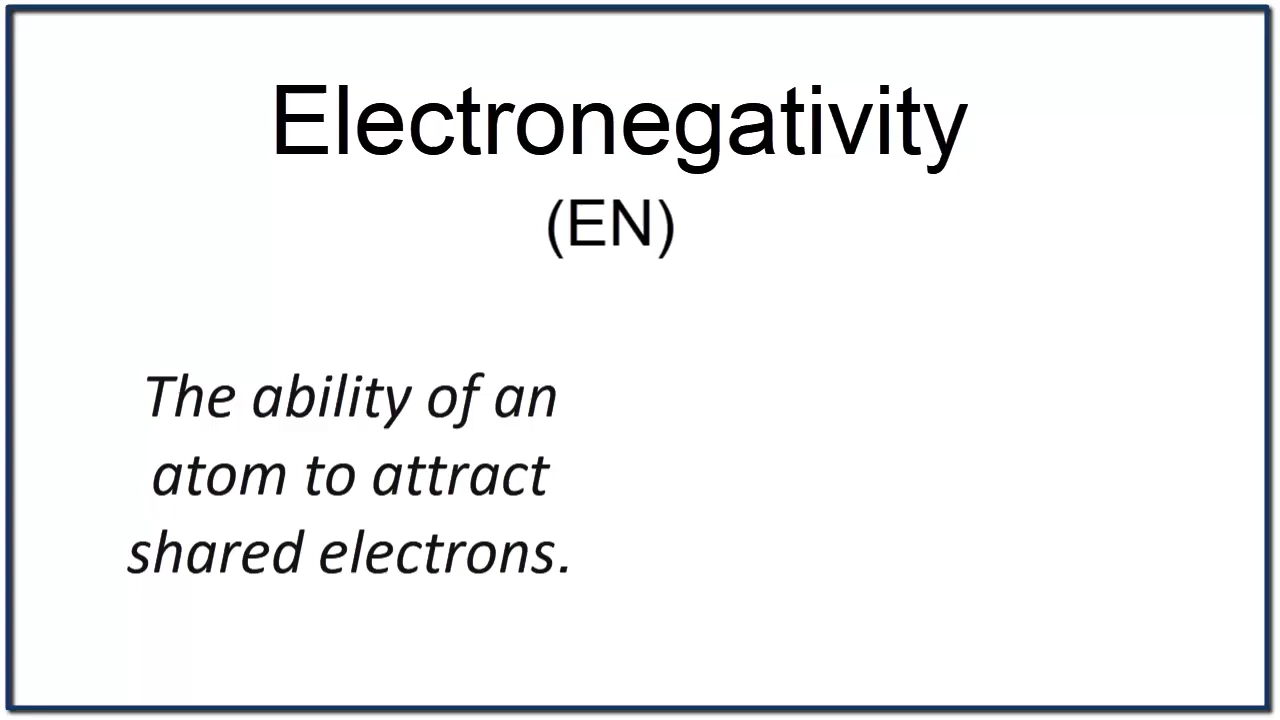 Electronegativity
(EN)
The ability of an
atom to attract
shared electrons.